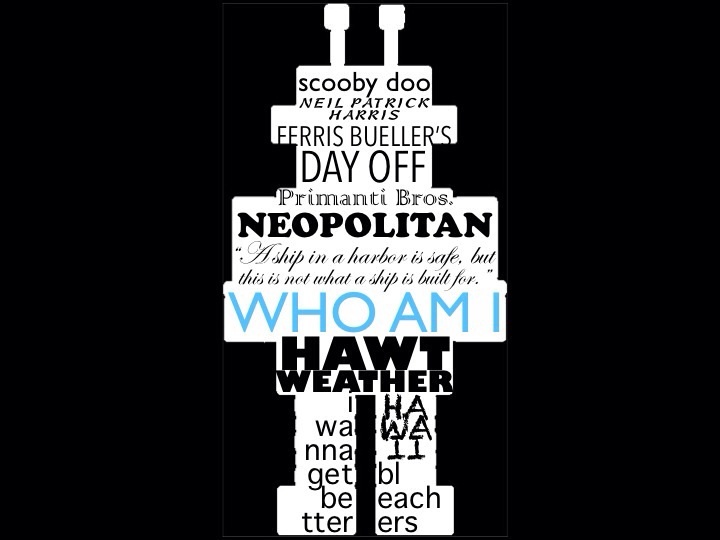 scooby doo
NEIL PATRICK
HARRIS
FERRIS BUELLER'S
DAY OFF
Primanti Bros.
NEOPOLITAN
“A ship in a harbor is safe, but
this is not what a ship is built for.”
WHO AM I
HAWT
WEATHER
i
wa
nna
get
be
tter
HA
WA
II
bl
each
ers